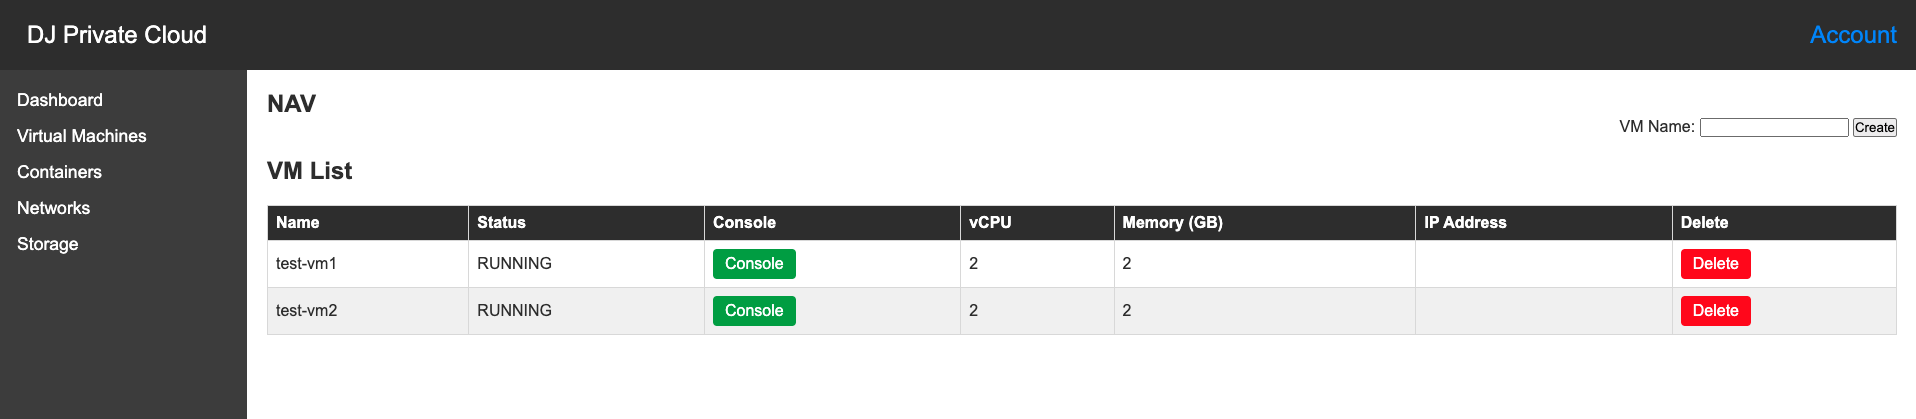 DJ Private Cloud
Account
Dashboard
Virtual Machines
Containers
Networks
Storage
NAV
VM Name: Create
VM List
Name Status Console vCPU Memory (GB) IP Address Delete
test-vm1 RUNNING Console 2 2 Delete
test-vm2 RUNNING Console 2 2 Delete